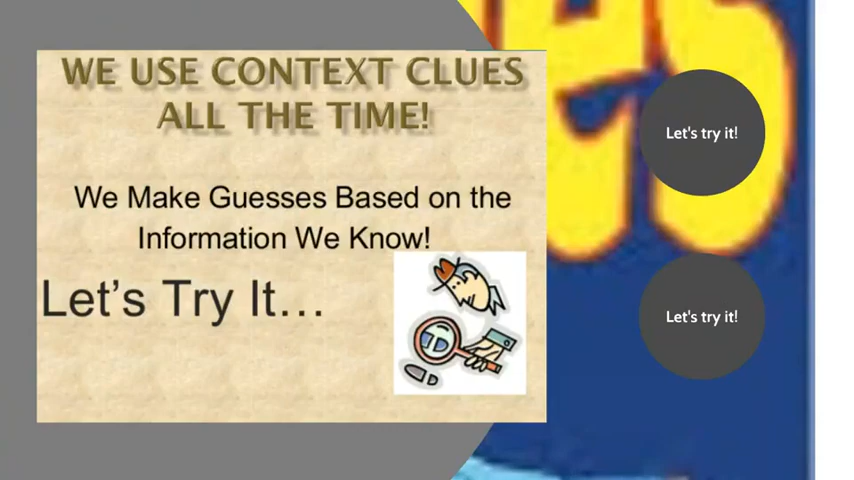 WE USE CONTEXT CLUES
ALL THE TIME!
We Make Guesses Based on the
Information We Know!
Let’s Try It…
Let's try it!
Let's try it!